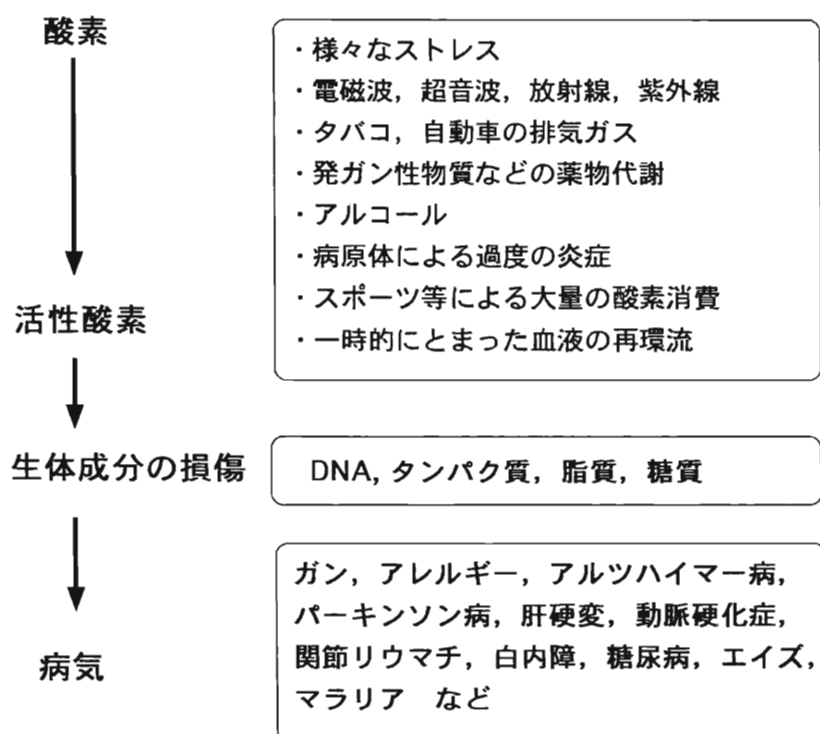 酸素
・様々なストレス
・電磁波，超音波，放射線，紫外線
・タバコ，自動車の排気ガス
・発ガン性物質などの薬物代謝
・アルコール
・病原体による過度の炎症
・スポーツ等による大量の酸素消費
・一時的にとまった血液の再環流
活性酸素
生体成分の損傷
DNA, タンパク質，脂質，糖質
病気
ガン，アレルギー，アルツハイマー病，
パーキンソン病，肝硬変，動脈硬化症，
関節リウマチ，白内障，糖尿病，エイズ，
マラリア　など